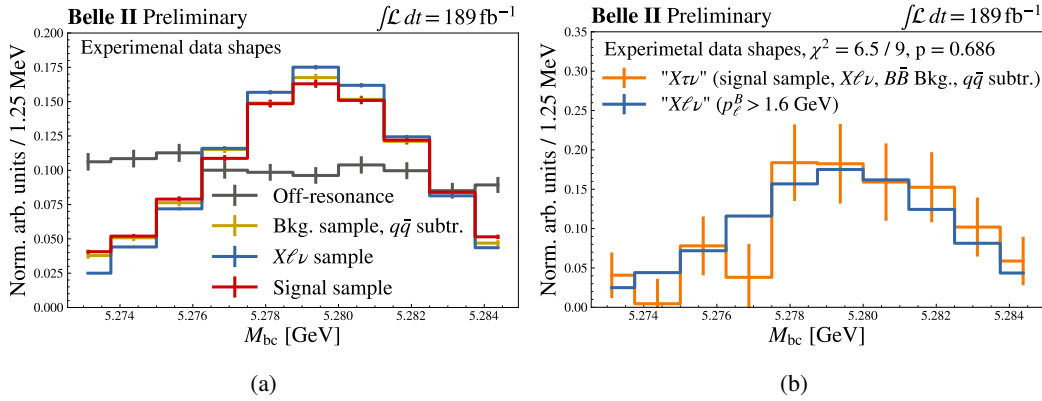 Belle II Preliminary ∫ℒ dt = 189 fb⁻¹
Experimenal data shapes
Norm. arb. units / 1.25 MeV
0.200
0.175
0.150
0.125
0.100
0.075
0.050
0.025
0.000
Off-resonance
Bkg. sample, qq̄ subtr.
Xℓν sample
Signal sample
5.274 5.276 5.278 5.280 5.282 5.284
M_bc [GeV]
(a)
Belle II Preliminary ∫ℒ dt = 189 fb⁻¹
Experimetal data shapes, χ² = 6.5 / 9, p = 0.686
"Xτν" (signal sample, Xℓν, BB̄ Bkg., qq̄ subtr.)
"Xℓν" (p_ℓ^B > 1.6 GeV)
Norm. arb. units / 1.25 MeV
0.35
0.30
0.25
0.20
0.15
0.10
0.05
0.00
5.274 5.276 5.278 5.280 5.282 5.284
M_bc [GeV]
(b)